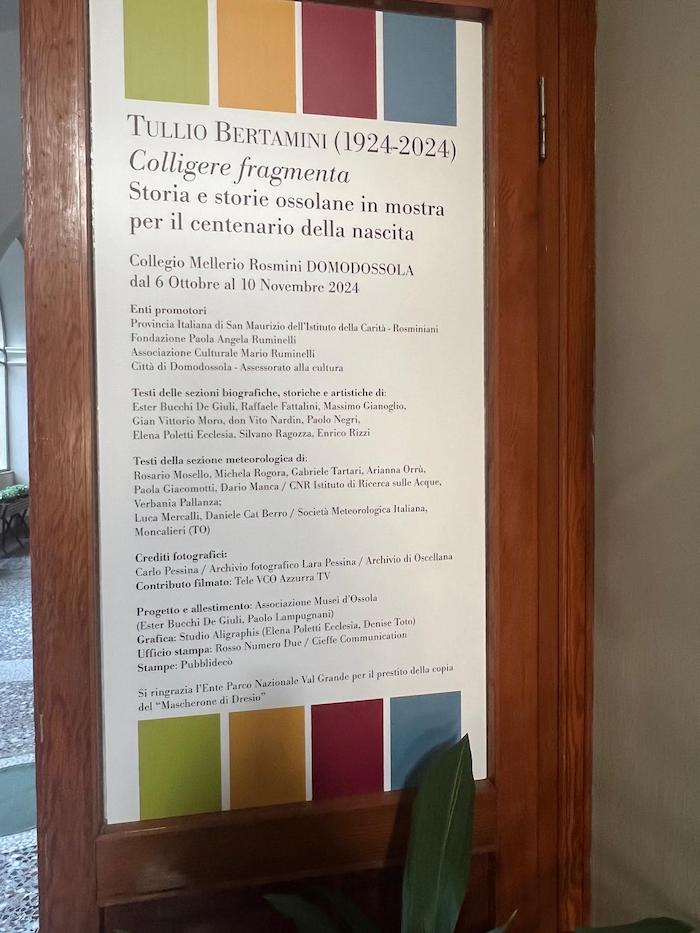 TULLIO BERTAMINI (1924-2024)
Colligere fragmenta
Storia e storie ossolane in mostra
per il centenario della nascita
Collegio Mellerio Rosmini DOMODOSSOLA
dal 6 Ottobre al 10 Novembre 2024
Enti promotori
Provincia Italiana di San Maurizio dell'Istituto della Carità - Rosminiani
Fondazione Paola Angela Ruminelli
Associazione Culturale Mario Ruminelli
Città di Domodossola - Assessorato alla cultura
Testi delle sezioni biografiche, storiche e artistiche di:
Ester Bucchi De Giuli, Raffaele Fattalini, Massimo Gianoglio,
Gian Vittorio Moro, don Vito Nardin, Paolo Negri,
Elena Poletti Ecclesia, Silvano Ragozza, Enrico Rizzi
Testi della sezione meteorologica di:
Rosario Mosello, Michela Rogora, Gabriele Tartari, Arianna Orrù,
Paola Giacomotti, Dario Manca / CNR Istituto di Ricerca sulle Acque,
Verbania Pallanza;
Luca Mercalli, Daniele Cat Berro / Società Meteorologica Italiana,
Moncalieri (TO)
Crediti fotografici:
Carlo Pessina / Archivio fotografico Lara Pessina / Archivio di Oscellana
Contributo filmato: Tele VCO Azzurra TV
Progetto e allestimento: Associazione Musei d'Ossola
(Ester Bucchi De Giuli, Paolo Lampugnani)
Grafica: Studio Aligraphis (Elena Poletti Ecclesia, Denise Toto)
Ufficio stampa: Rosso Numero Due / Cieffe Communication
Stampe: Pubblidecò
Si ringrazia l'Ente Parco Nazionale Val Grande per il prestito della copia
del "Mascherone di Dresio"